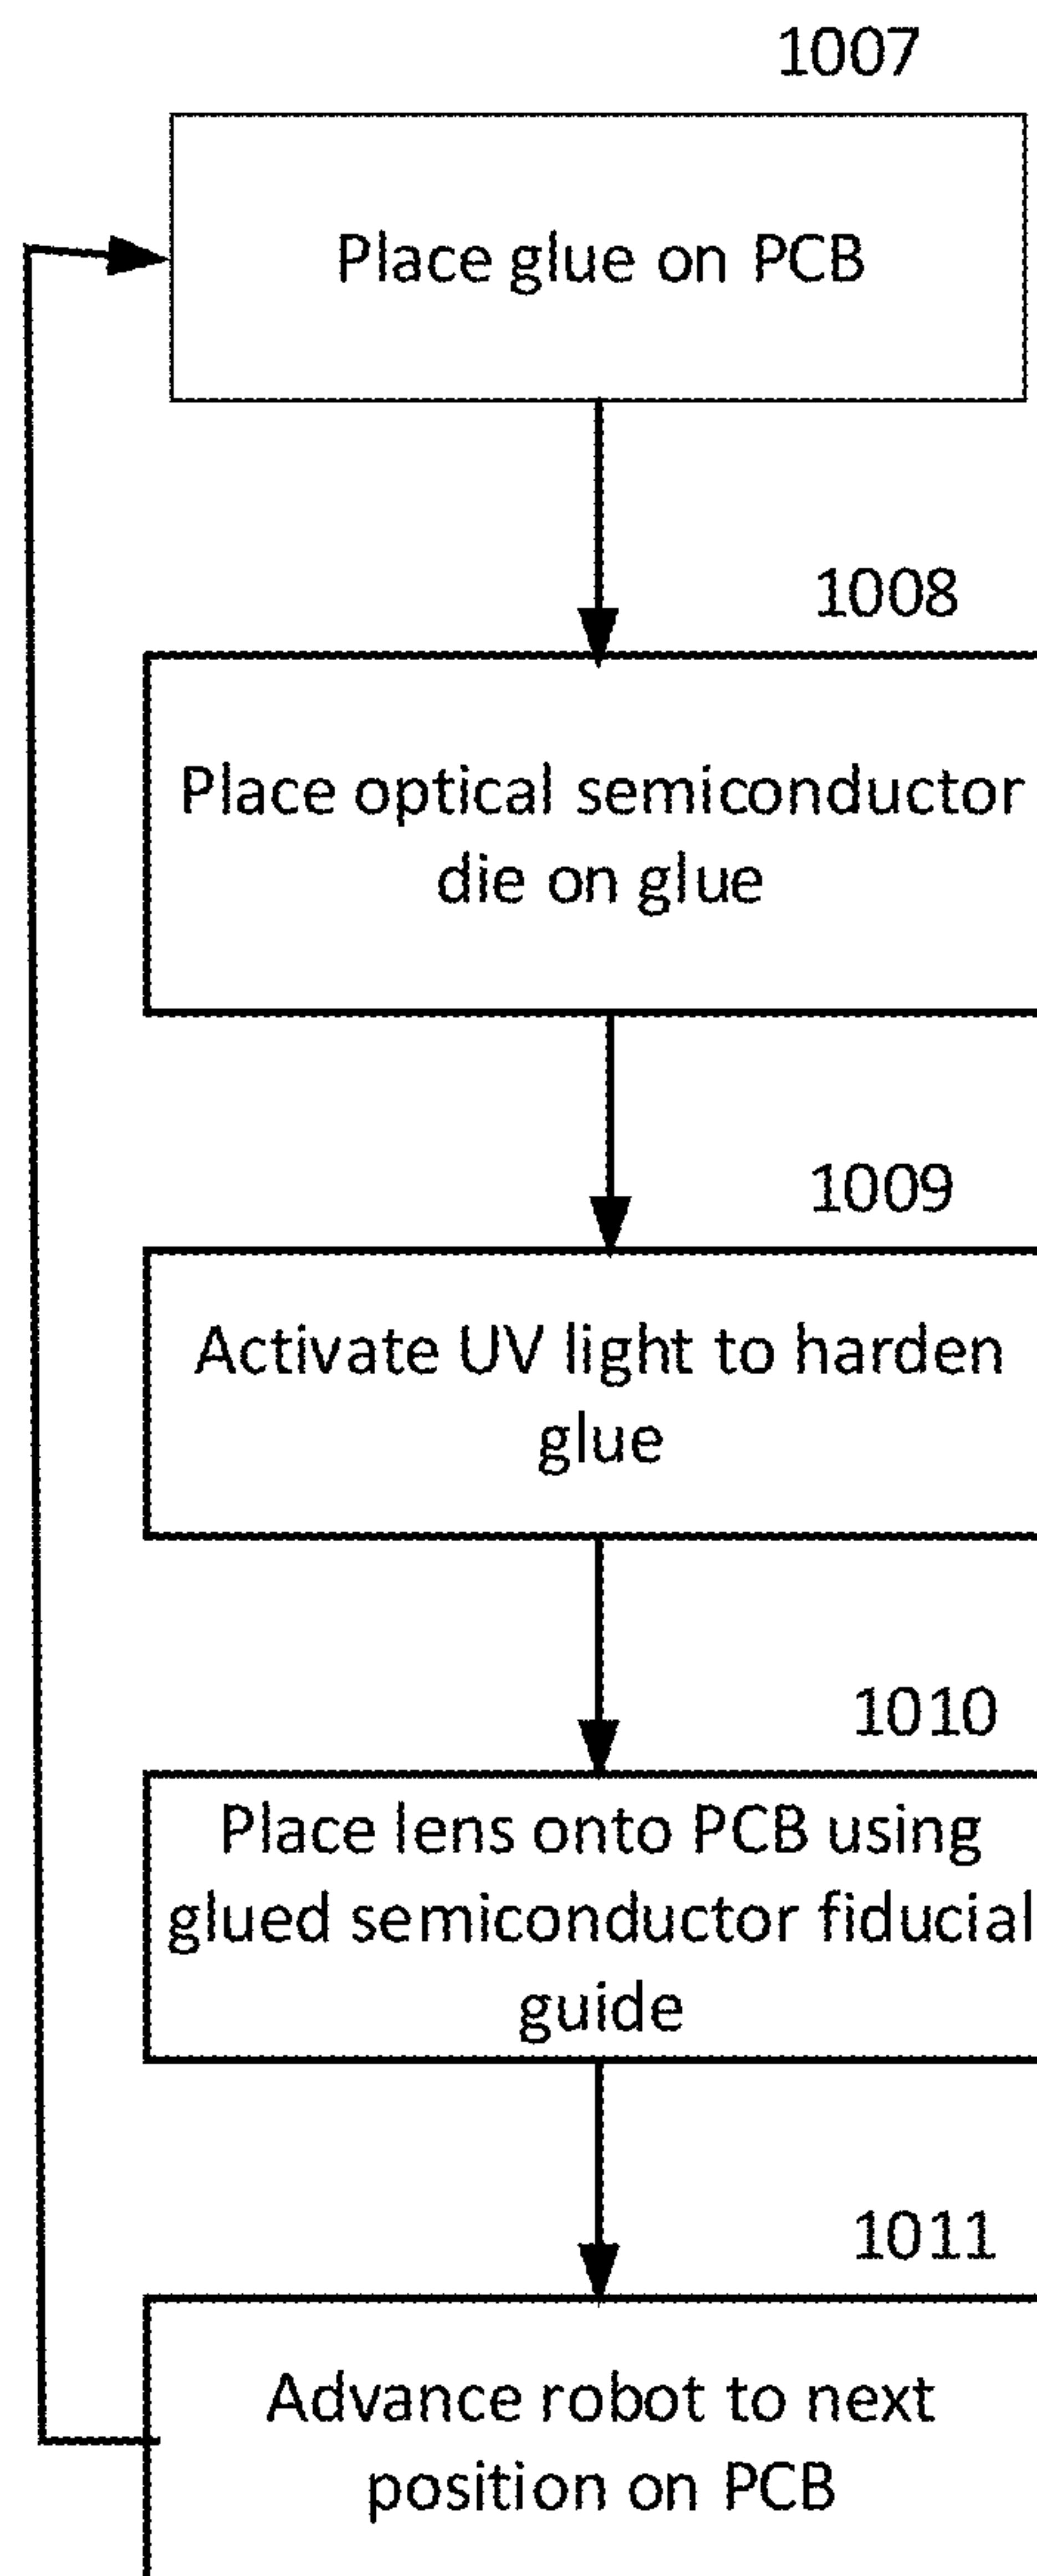 1007
Place glue on PCB
1008
Place optical semiconductor
die on glue
1009
Activate UV light to harden
glue
1010
Place lens onto PCB using
glued semiconductor fiducial
guide
1011
Advance robot to next
position on PCB